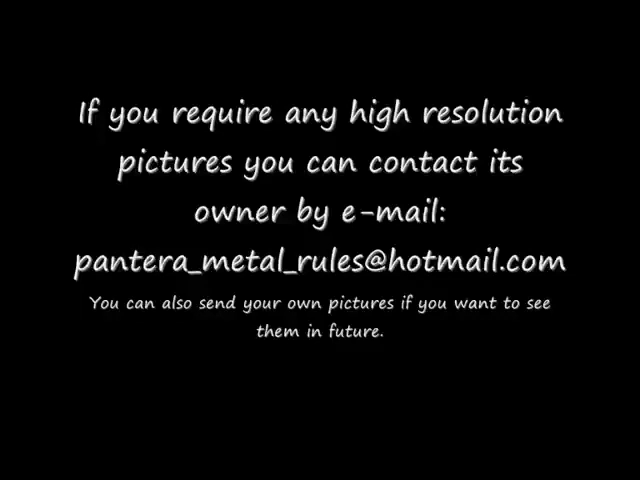 If you require any high resolution
pictures you can contact its
owner by e-mail:
pantera_metal_rules@hotmail.com
You can also send your own pictures if you want to see
them in future.